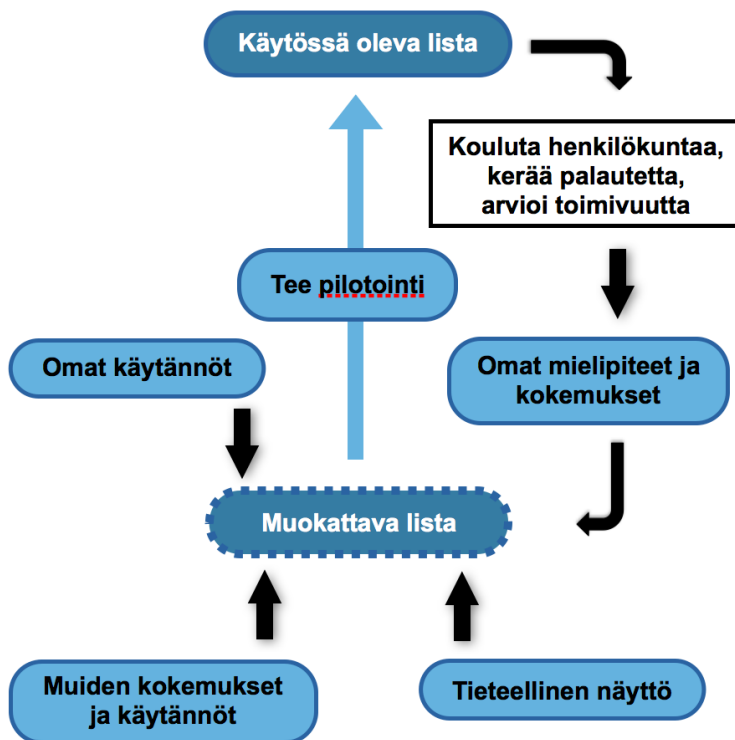 Käytössä oleva lista
Kouluta henkilökuntaa,
kerää palautetta,
arvioi toimivuutta
Tee pilotointi
Omat käytännöt
Omat mielipiteet ja
kokemukset
Muokattava lista
Muiden kokemukset
ja käytännöt
Tieteellinen näyttö